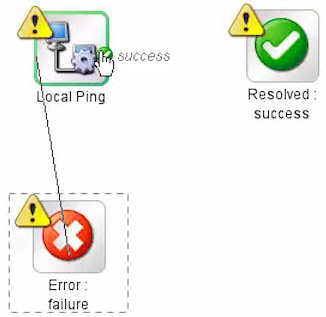 success
Local Ping
Resolved :
success
Error :
failure